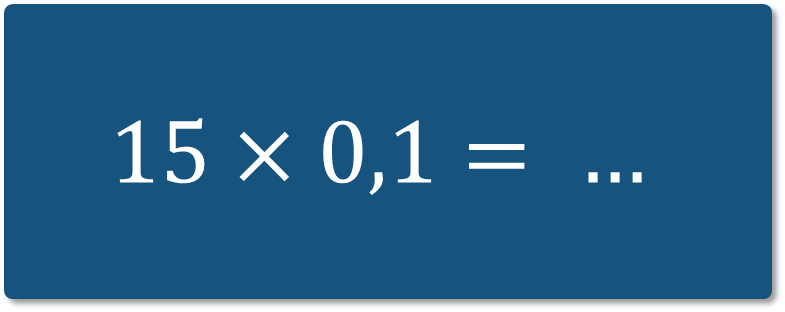 15 × 0,1 = ...